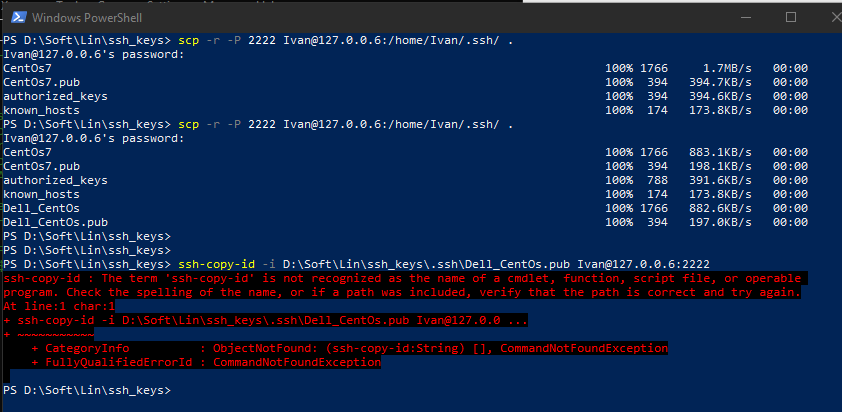 Windows PowerShell
PS D:\Soft\Lin\ssh_keys> scp -r -P 2222 Ivan@127.0.0.6:/home/Ivan/.ssh/ .
Ivan@127.0.0.6's password:
CentOs7 100% 1766 1.7MB/s 00:00
CentOs7.pub 100% 394 394.7KB/s 00:00
authorized_keys 100% 394 394.6KB/s 00:00
known_hosts 100% 174 173.8KB/s 00:00
PS D:\Soft\Lin\ssh_keys> scp -r -P 2222 Ivan@127.0.0.6:/home/Ivan/.ssh/ .
Ivan@127.0.0.6's password:
CentOs7 100% 1766 883.1KB/s 00:00
CentOs7.pub 100% 394 198.1KB/s 00:00
authorized_keys 100% 788 391.6KB/s 00:00
known_hosts 100% 174 173.8KB/s 00:00
Dell_CentOs 100% 1766 882.6KB/s 00:00
Dell_CentOs.pub 100% 394 197.0KB/s 00:00
PS D:\Soft\Lin\ssh_keys>
PS D:\Soft\Lin\ssh_keys>
PS D:\Soft\Lin\ssh_keys> ssh-copy-id -i D:\Soft\Lin\ssh_keys\.ssh\Dell_CentOs.pub Ivan@127.0.0.6:2222
ssh-copy-id : The term 'ssh-copy-id' is not recognized as the name of a cmdlet, function, script file, or operable
program. Check the spelling of the name, or if a path was included, verify that the path is correct and try again.
At line:1 char:1
+ ssh-copy-id -i D:\Soft\Lin\ssh_keys\.ssh\Dell_CentOs.pub Ivan@127.0.0 ...
+ ~~~~~~~~~~~
+ CategoryInfo : ObjectNotFound: (ssh-copy-id:String) [], CommandNotFoundException
+ FullyQualifiedErrorId : CommandNotFoundException
PS D:\Soft\Lin\ssh_keys>